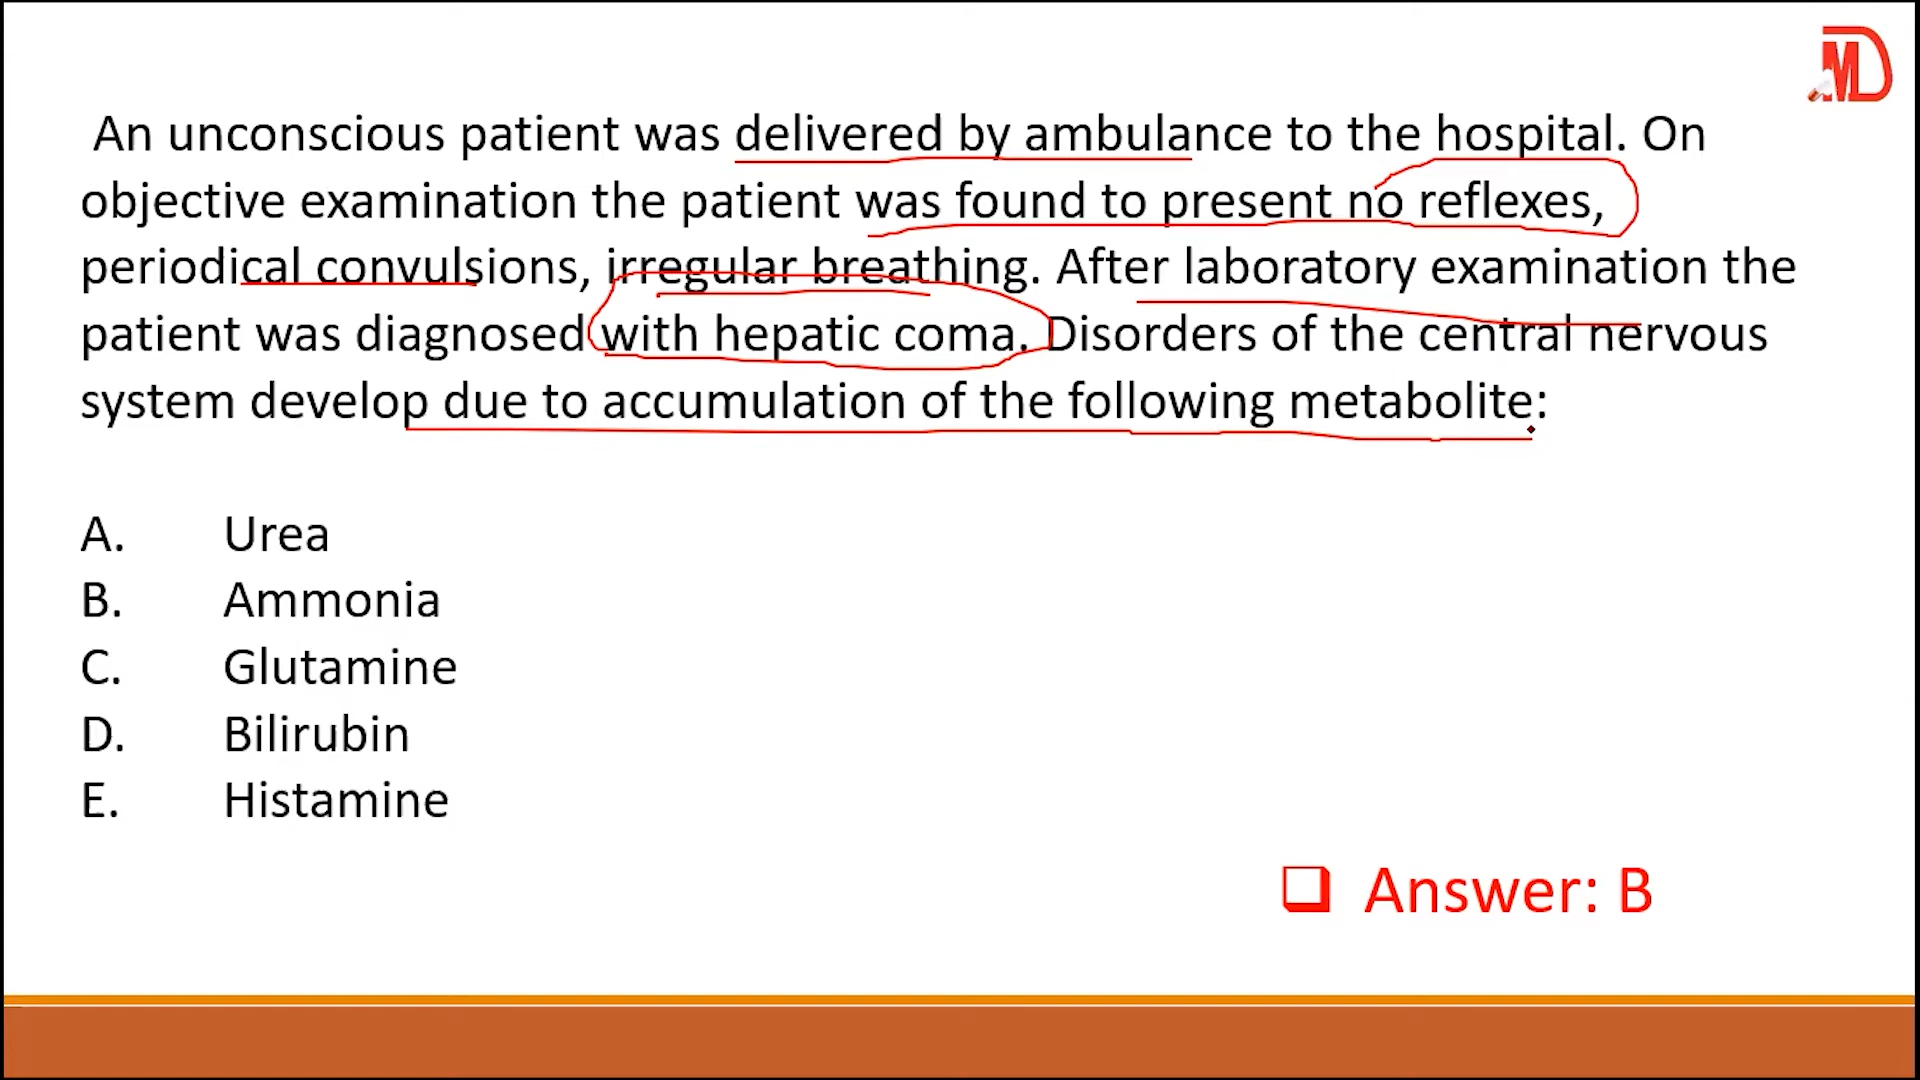 MD
An unconscious patient was delivered by ambulance to the hospital. On
objective examination the patient was found to present no reflexes,
periodical convulsions, irregular breathing. After laboratory examination the
patient was diagnosed with hepatic coma. Disorders of the central nervous
system develop due to accumulation of the following metabolite:
A. Urea
B. Ammonia
C. Glutamine
D. Bilirubin
E. Histamine
❑ Answer: B